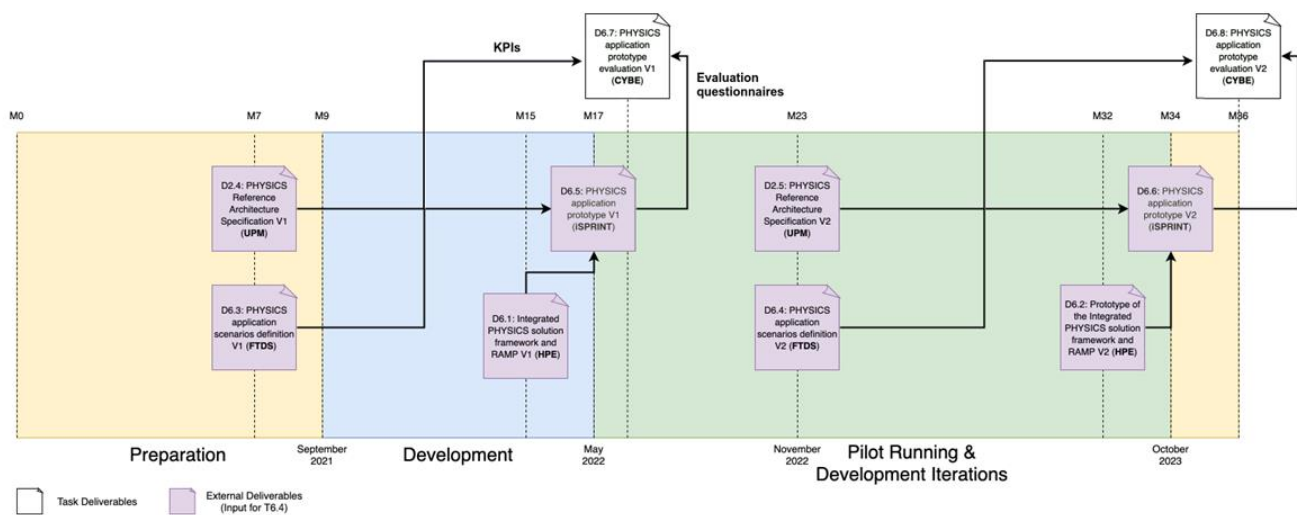 D6.7: PHYSICS
application
prototype
evaluation V1
(CYBE)
D6.8: PHYSICS
application
prototype
evaluation V2
(CYBE)
KPIs
Evaluation
questionnaires
M0
M7
M9
M15
M17
M23
M32
M34
M36
D2.4: PHYSICS
Reference
Architecture
Specification V1
(UPM)
D6.5: PHYSICS
application
prototype V1
(iSPRINT)
D2.5: PHYSICS
Reference
Architecture
Specification V2
(UPM)
D6.6: PHYSICS
application
prototype V2
(iSPRINT)
D6.3: PHYSICS
application
scenarios definition
V1 (FTDS)
D6.1: Integrated
PHYSICS solution
framework and
RAMP V1 (HPE)
D6.4: PHYSICS
application
scenarios definition
V2 (FTDS)
D6.2: Prototype of
the Integrated
PHYSICS solution
framework and
RAMP V2 (HPE)
Preparation
September
2021
Development
May
2022
November
2022
Pilot Running &
Development Iterations
October
2023
Task Deliverables
External Deliverables
(Input for T6.4)